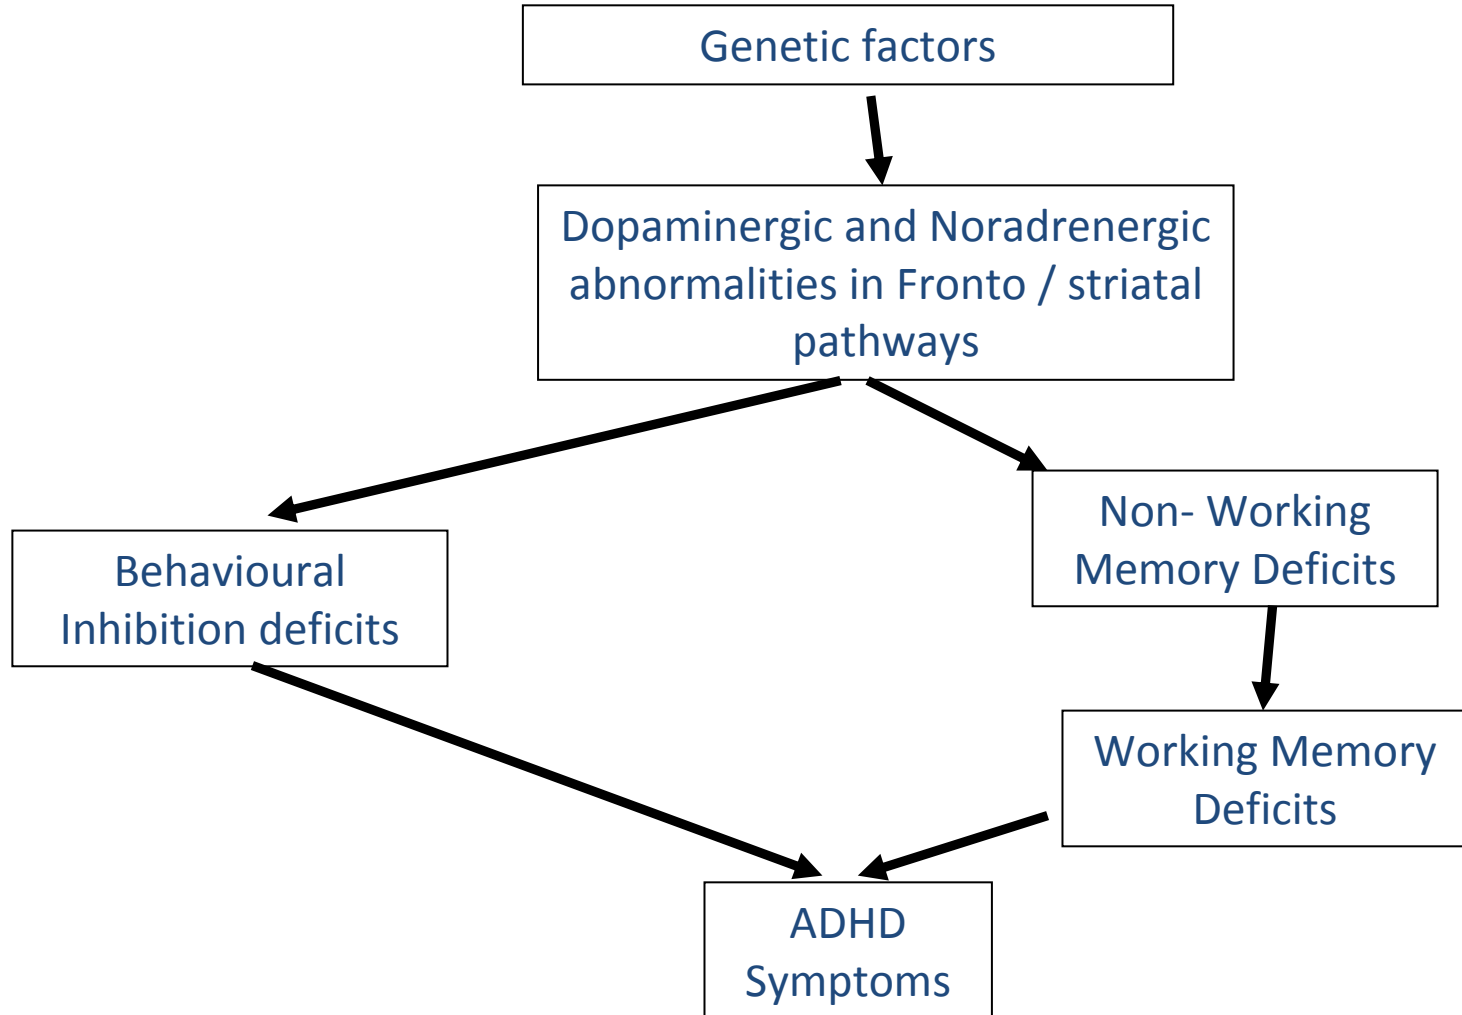 Genetic factors
Dopaminergic and Noradrenergic
abnormalities in Fronto / striatal
pathways
Behavioural
Inhibition deficits
Non- Working
Memory Deficits
Working Memory
Deficits
ADHD
Symptoms